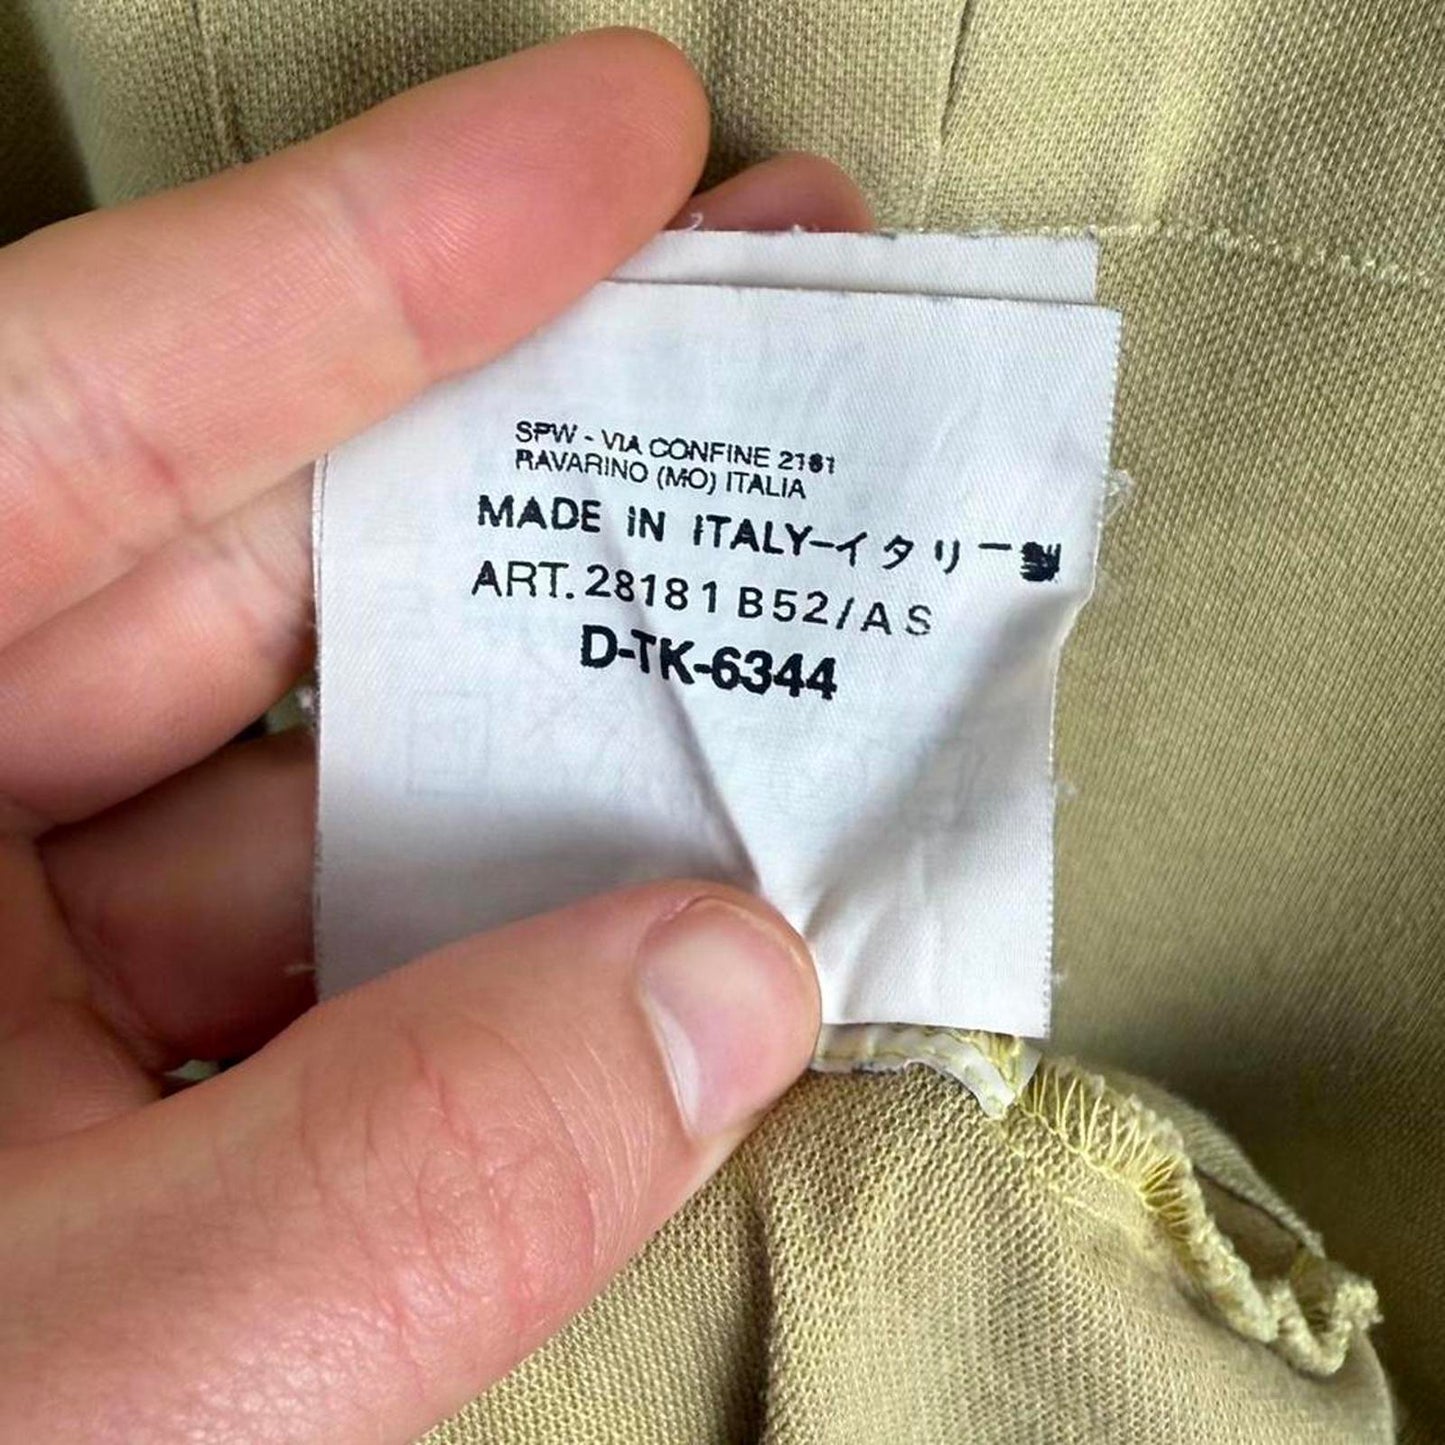 SPW - VIA CONFINE 2181
RAVARINO (MO) ITALIA
MADE IN ITALY-イタリー製
ART. 28181 B52/AS
D-TK-6344